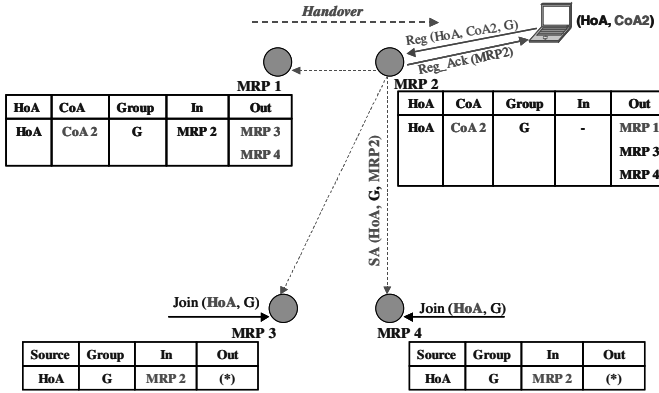 Handover
(HoA, CoA2)
Reg (HoA, CoA2, G)
Reg_Ack (MRP2)
MRP 1
MRP 2
HoA CoA Group In Out
HoA CoA 2 G MRP 2 MRP 3
MRP 4
HoA CoA Group In Out
HoA CoA 2 G - MRP 1
MRP 3
MRP 4
SA (HoA, G, MRP2)
Join (HoA, G)
MRP 3
Join (HoA, G)
MRP 4
Source Group In Out
HoA G MRP 2 (*)
Source Group In Out
HoA G MRP 2 (*)